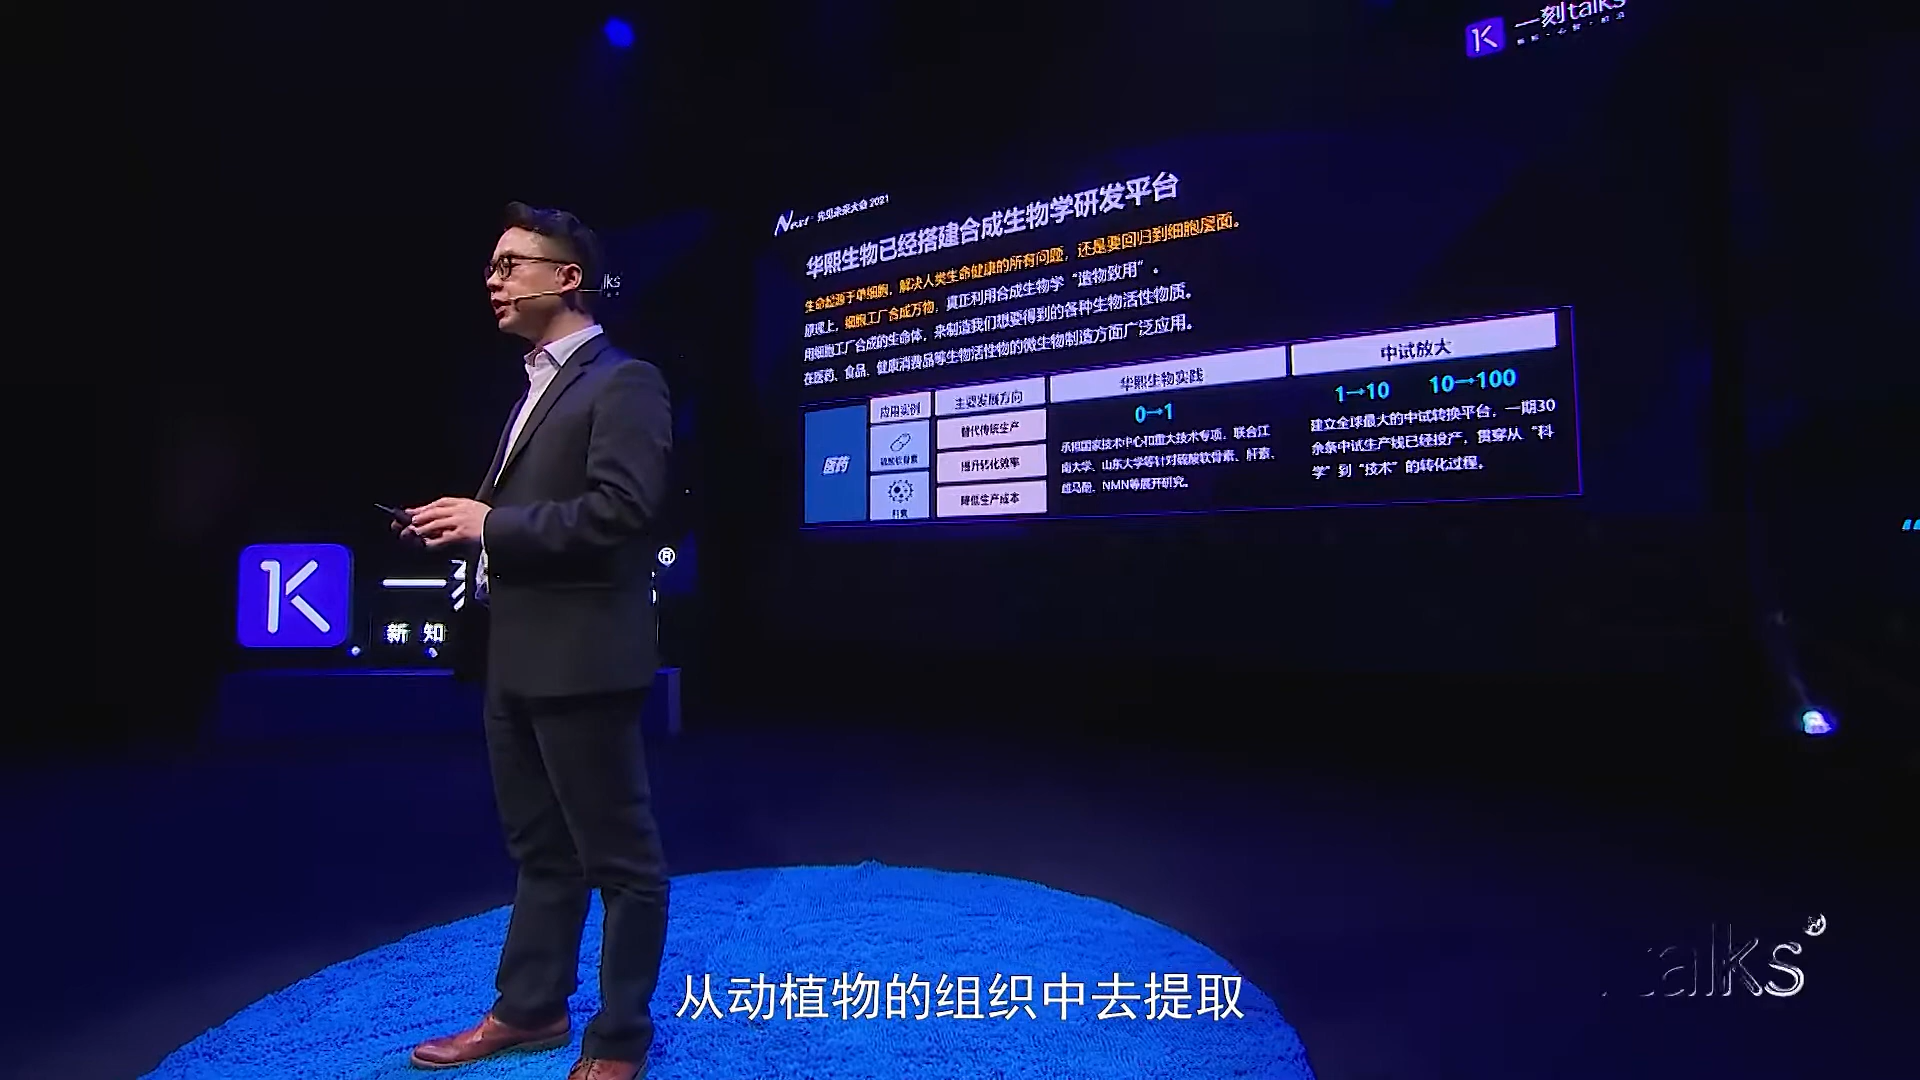 一刻talks
Next 先见未来大会 2021
华熙生物已经搭建合成生物学研发平台
生命起源于单细胞，解决人类生命健康的所有问题，还是要回归到细胞层面。
原理上，细胞工厂合成万物，真正利用合成生物学“造物致用”。
用细胞工厂合成的生命体，来制造我们想要得到的各种生物活性物质。
在医药、食品、健康消费品等生物活性物的微生物制造方面广泛应用。
应用实例
主要发展方向
华熙生物实践
中试放大
医药
硫酸软骨素
肝素
替代传统生产
提升转化效率
降低生产成本
0→1
承担国家技术中心和重大技术专项，联合江
南大学、山东大学等针对硫酸软骨素、肝素、
雌马酚、NMN等展开研究。
1→10 10→100
建立全球最大的中试转换平台，一期30
余条中试生产线已经投产，贯穿从“科
学”到“技术”的转化过程。
lks
1K
一刻
®
新 知
talks
从动植物的组织中去提取